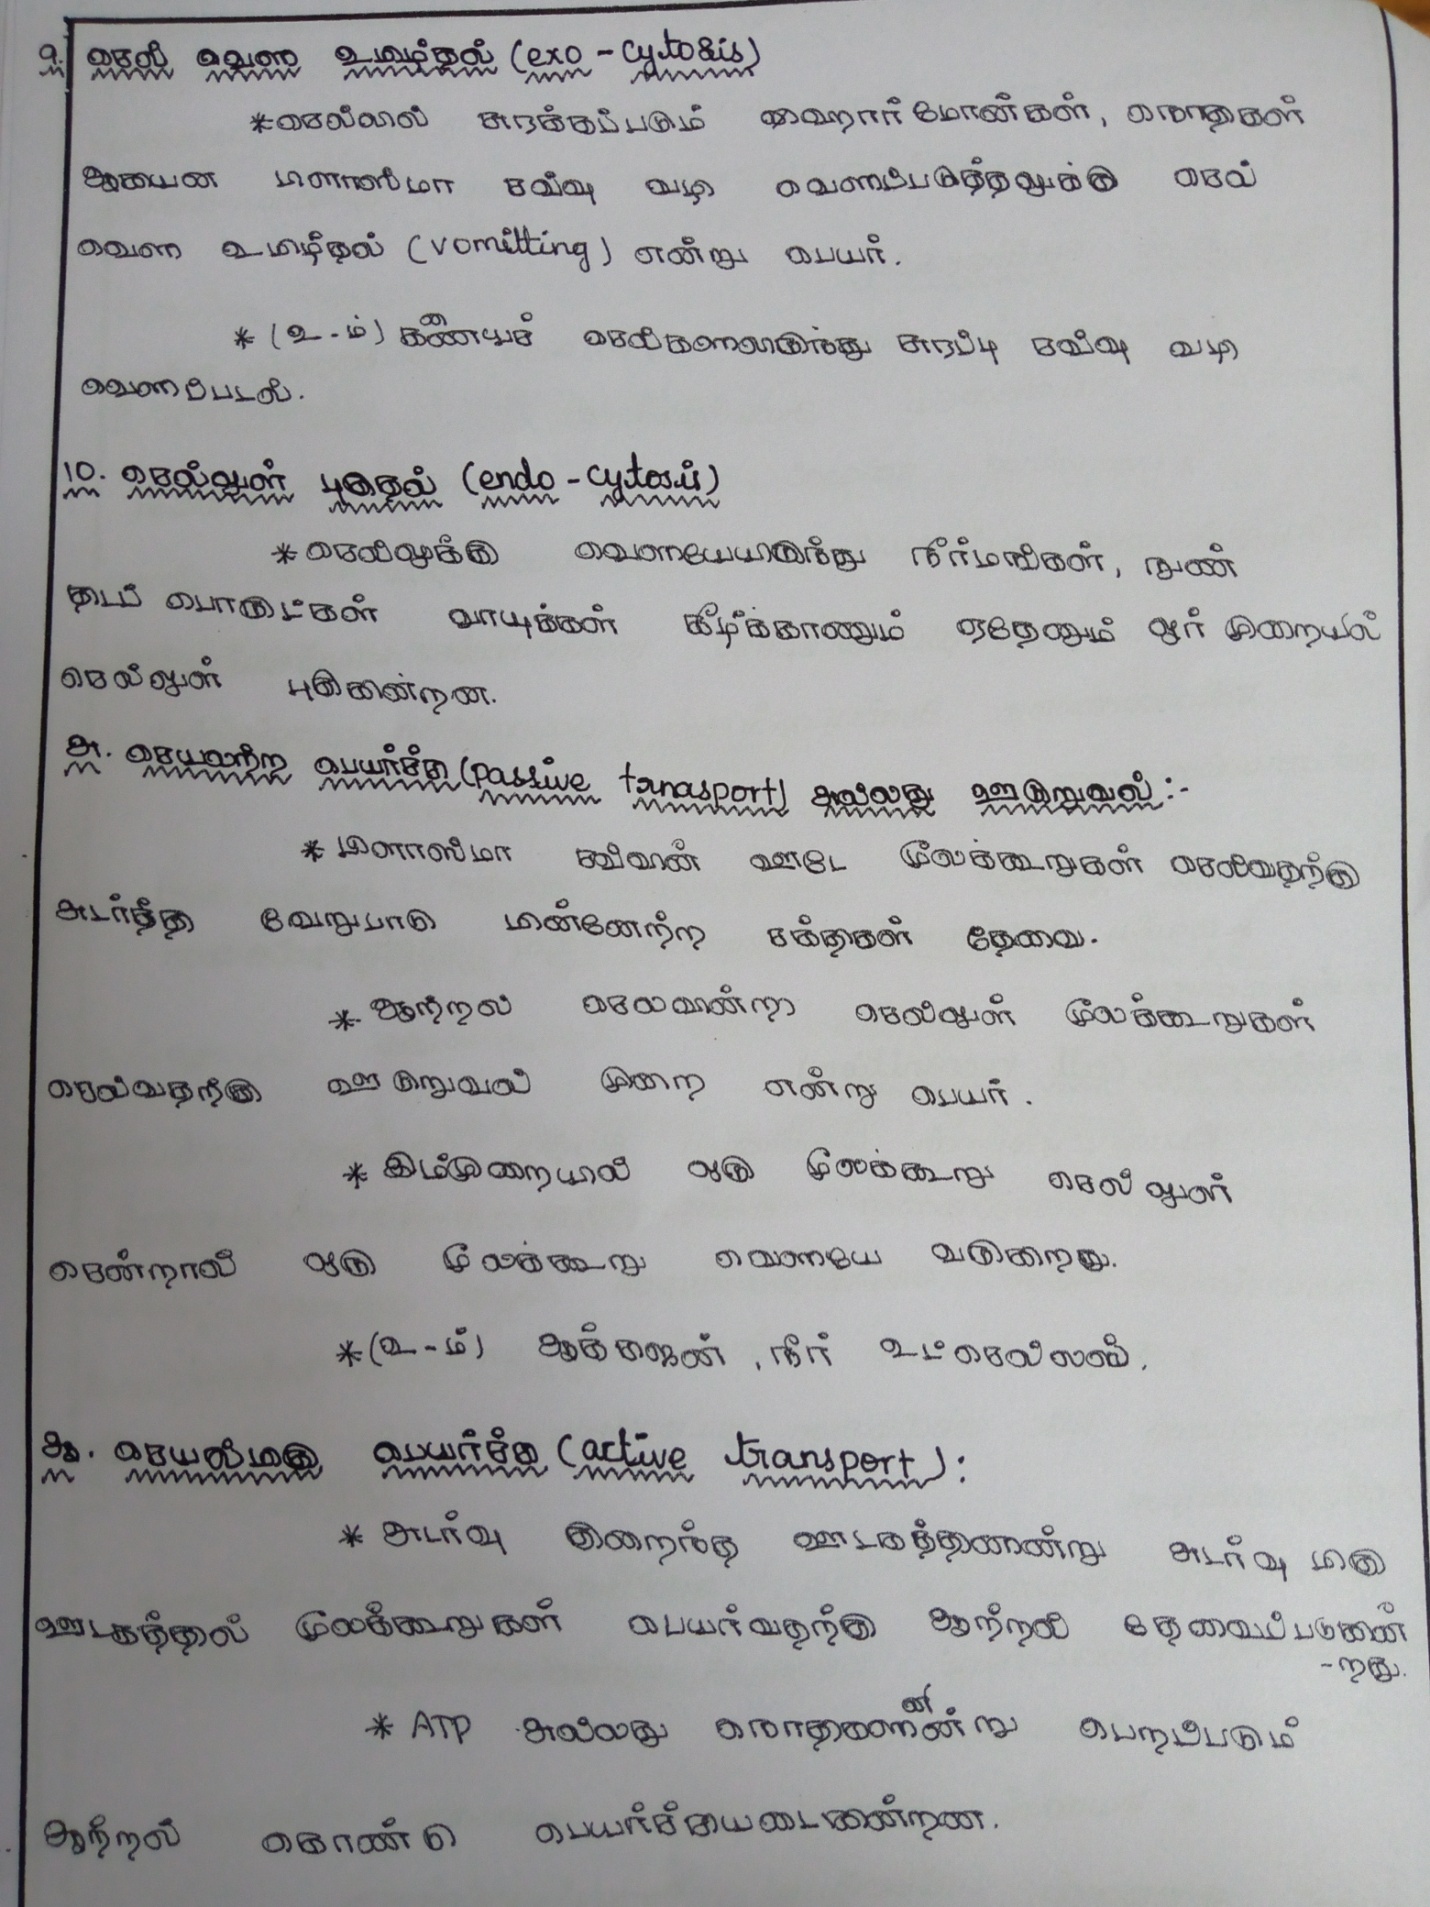 9. செல் வெளி உமிழ்தல் (exo - cytosis)
*செல்லில் சுரக்கப்படும் ஹைார்மோன்கள், நொதிகள்
ஆகியன பிளாஸ்மா சவ்வு வழி வெளிப்படுத்தலுக்கு செல்
வெளி உமிழ்தல் (vomitting) என்று பெயர்.
* (உ-ம்) கணையச் செல்களிலிருந்து சுரப்பி சவ்வு வழி
வெளிப்படல்.
10. செல்லுள் புகுதல் (endo - cytosis)
*செல்லுக்கு வெளியேயிருந்து நீர்மங்கள், நுண்
திடப் பொருட்கள் வாயுக்கள் கீழ்க்காணும் ஏதேனும் ஓர் முறையில்
செல்லுள் புகுகின்றன.
அ. செயலற்ற பெயர்ச்சி (passive transport) அல்லது ஊடுறுவல் :-
*பிளாஸ்மா சவ்வின் ஊடே மூலக்கூறுகள் செல்வதற்கு
அடர்த்தி வேறுபாடு மின்னேற்ற சக்திகள் தேவை.
* ஆற்றல் செலவின்றி செல்லுள் மூலக்கூறுகள்
செல்வதற்கு ஊடுறுவல் முறை என்று பெயர்.
* இம்முறையில் ஒரு மூலக்கூறு செல் லுள்
சென்றால் ஒரு மூலக்கூறு வெளியே வருகிறது.
*(உ-ம்) ஆக்ஸிஜன், நீர் உட்செல்லல்.
ஆ. செயல்மிகு பெயர்ச்சி (active transport) :
* அடர்வு குறைந்த ஊடகத்தினின்று அடர்வு மிகு
ஊடகத்தில் மூலக்கூறுகள் பெயர்வதற்கு ஆற்றல் தேவைப்படுகின்
-றது.
* ATP அல்லது நொதிகளினின்று பெறப்படும்
ஆற்றல் கொண்டு பெயர்ச்சியடைகின்றன.